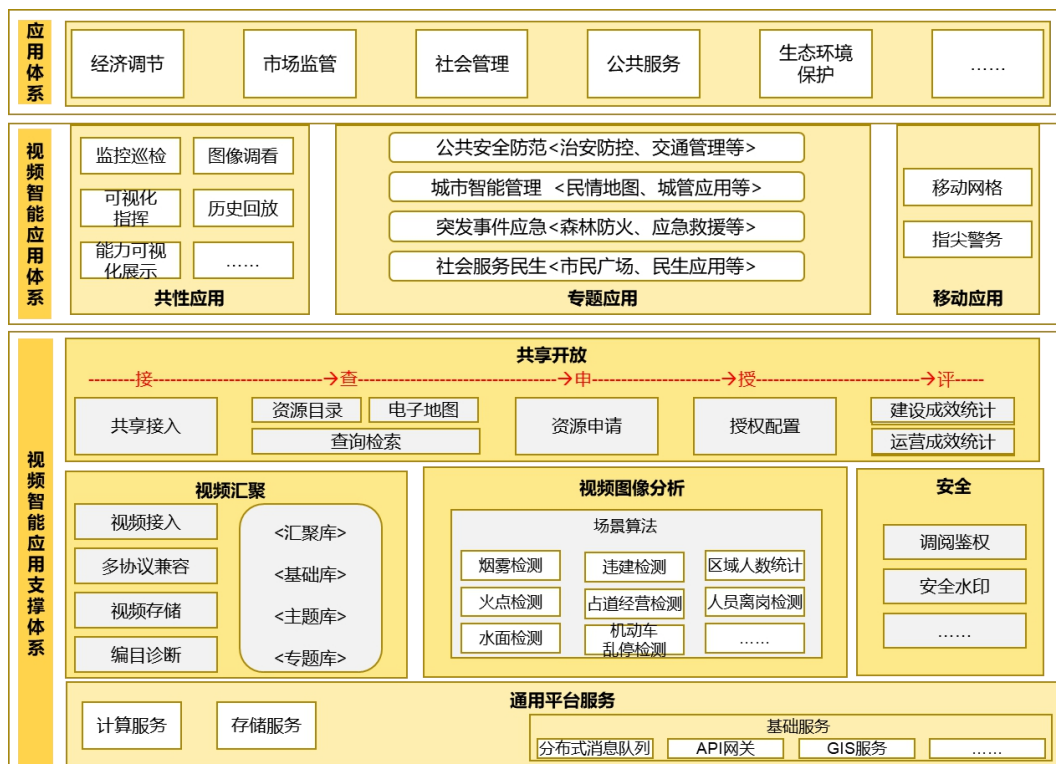 应用体系
经济调节
市场监管
社会管理
公共服务
生态环境
保护
……
视频智能应用体系
监控巡检
图像调看
可视化
指挥
历史回放
能力可视
化展示
……
共性应用
公共安全防范<治安防控、交通管理等>
城市智能管理 <民情地图、城管应用等>
突发事件应急<森林防火、应急救援等>
社会服务民生<市民广场、民生应用等>
专题应用
移动网格
指尖警务
移动应用
视频智能应用支撑体系
共享开放
接
查
申
授
评
共享接入
资源目录
电子地图
查询检索
资源申请
授权配置
建设成效统计
运营成效统计
视频汇聚
视频接入
多协议兼容
视频存储
编目诊断
<汇聚库>
<基础库>
<主题库>
<专题库>
视频图像分析
场景算法
烟雾检测
违建检测
区域人数统计
火点检测
占道经营检测
人员离岗检测
水面检测
机动车
乱停检测
……
安全
调阅鉴权
安全水印
……
通用平台服务
计算服务
存储服务
基础服务
分布式消息队列
API网关
GIS服务
……